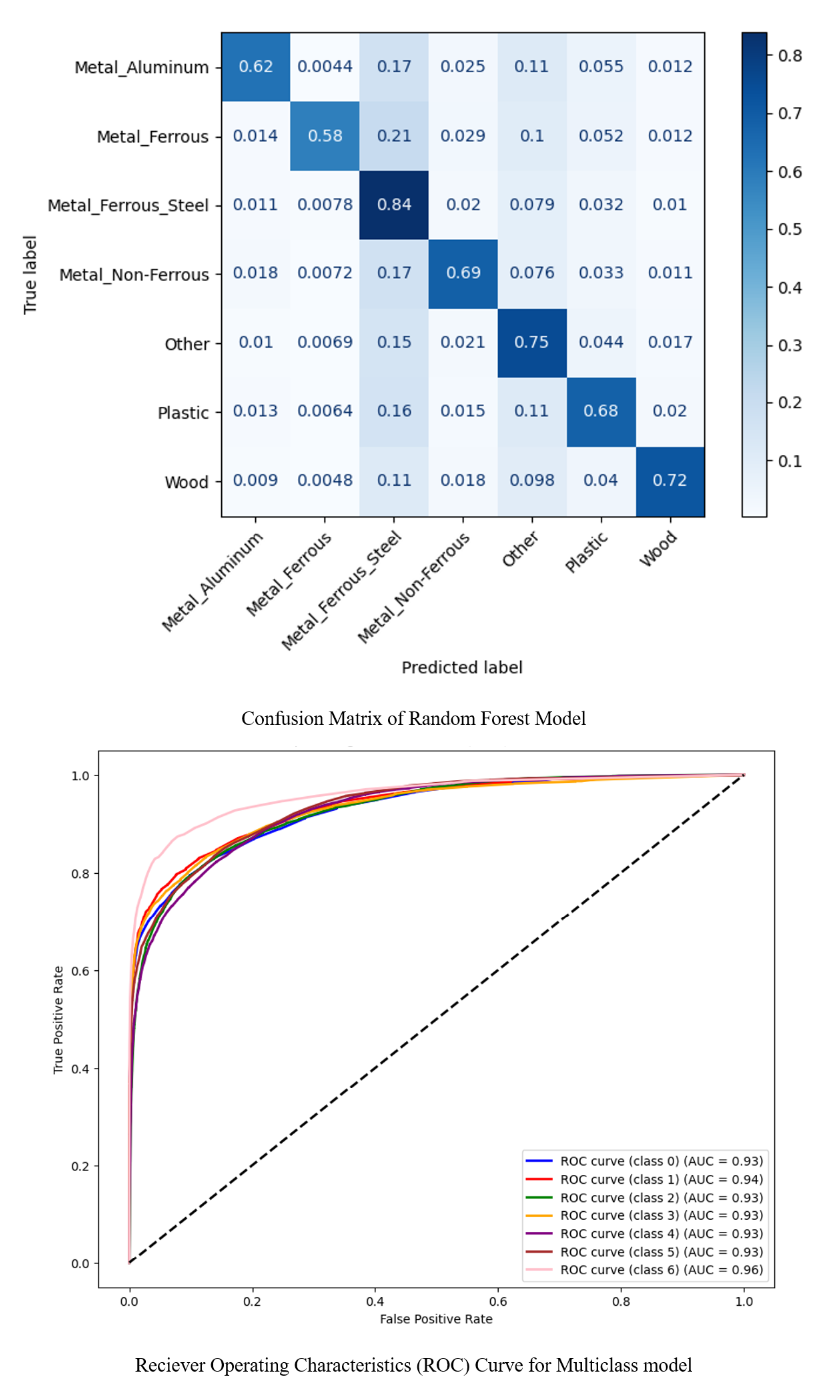 Metal_Aluminum 0.62 0.0044 0.17 0.025 0.11 0.055 0.012
Metal_Ferrous 0.014 0.58 0.21 0.029 0.1 0.052 0.012
Metal_Ferrous_Steel 0.011 0.0078 0.84 0.02 0.079 0.032 0.01
Metal_Non-Ferrous 0.018 0.0072 0.17 0.69 0.076 0.033 0.011
Other 0.01 0.0069 0.15 0.021 0.75 0.044 0.017
Plastic 0.013 0.0064 0.16 0.015 0.11 0.68 0.02
Wood 0.009 0.0048 0.11 0.018 0.098 0.04 0.72
True label
Metal_Aluminum
Metal_Ferrous
Metal_Ferrous_Steel
Metal_Non-Ferrous
Other
Plastic
Wood
Predicted label
0.8
0.7
0.6
0.5
0.4
0.3
0.2
0.1
Confusion Matrix of Random Forest Model
1.0
0.8
0.6
0.4
0.2
0.0
True Positive Rate
ROC curve (class 0) (AUC = 0.93)
ROC curve (class 1) (AUC = 0.94)
ROC curve (class 2) (AUC = 0.93)
ROC curve (class 3) (AUC = 0.93)
ROC curve (class 4) (AUC = 0.93)
ROC curve (class 5) (AUC = 0.93)
ROC curve (class 6) (AUC = 0.96)
0.0 0.2 0.4 0.6 0.8 1.0
False Positive Rate
Reciever Operating Characteristics (ROC) Curve for Multiclass model